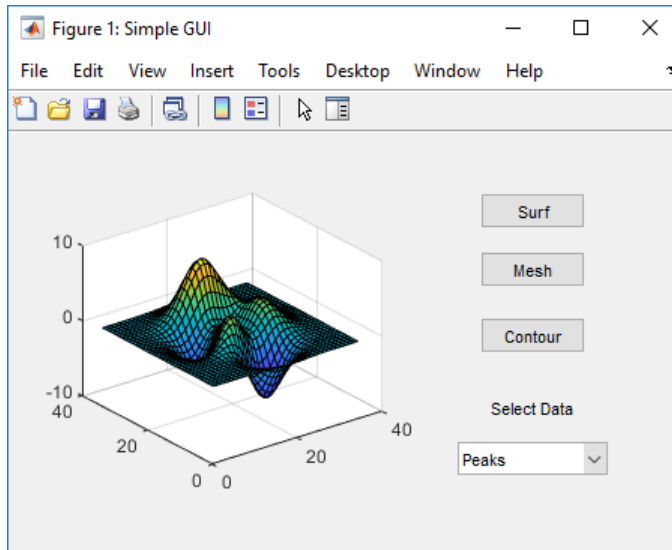 Figure 1: Simple GUI
File Edit View Insert Tools Desktop Window Help
10
0
-10
40
20
0
0
20
40
Surf
Mesh
Contour
Select Data
Peaks